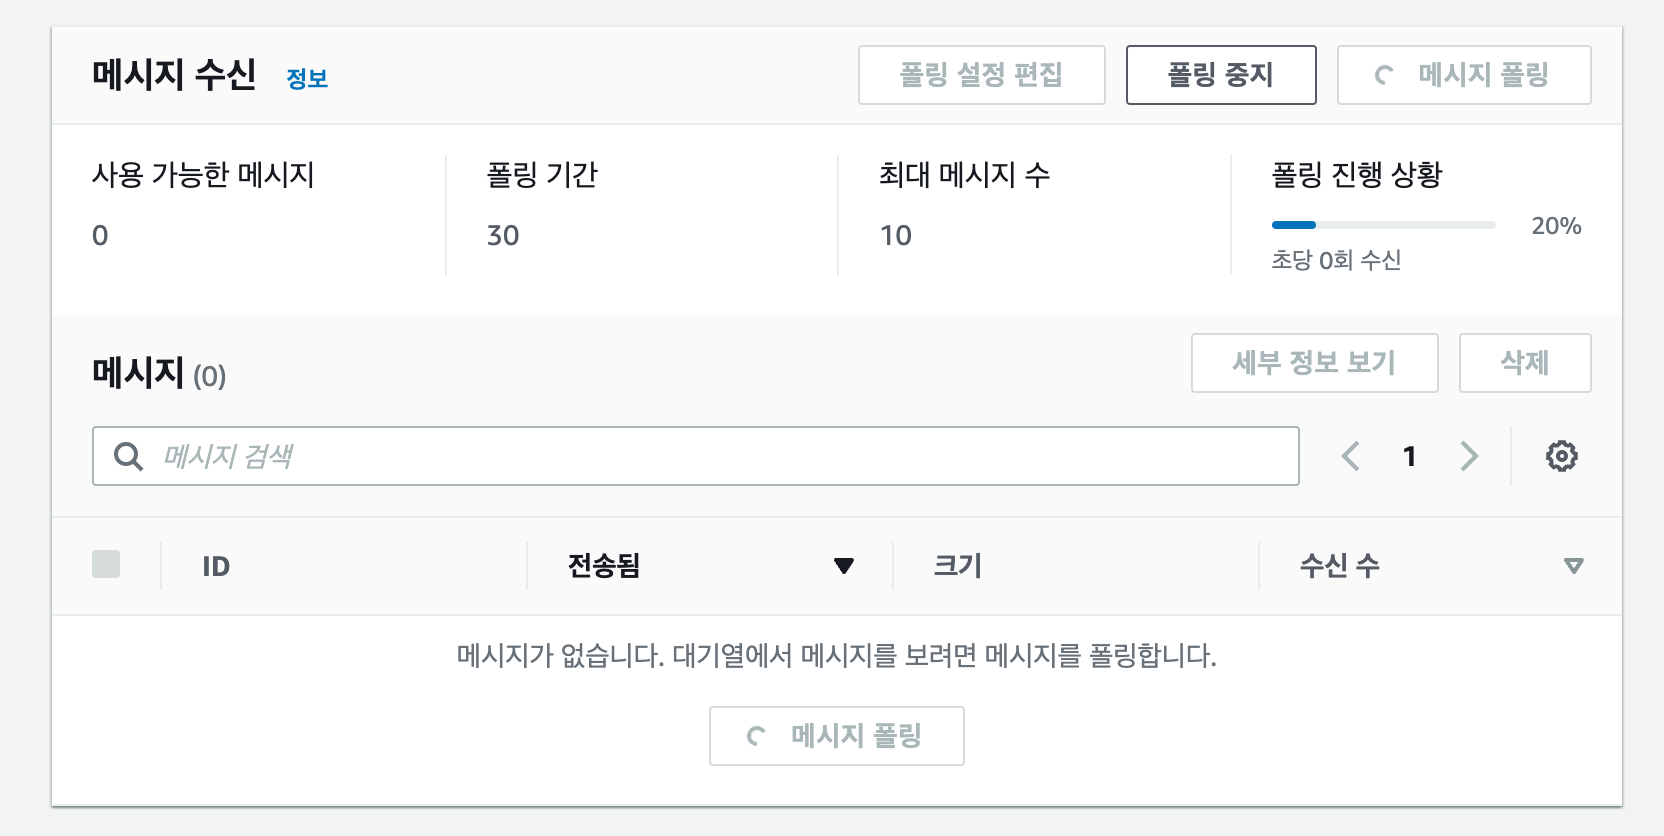 메시지 수신 정보 폴링 설정 편집 폴링 중지 메시지 폴링
사용 가능한 메시지 폴링 기간 최대 메시지 수 폴링 진행 상황
0 30 10 20%
초당 0회 수신
메시지 (0) 세부 정보 보기 삭제
메시지 검색 1
ID 전송됨 크기 수신 수
메시지가 없습니다. 대기열에서 메시지를 보려면 메시지를 폴링합니다.
메시지 폴링